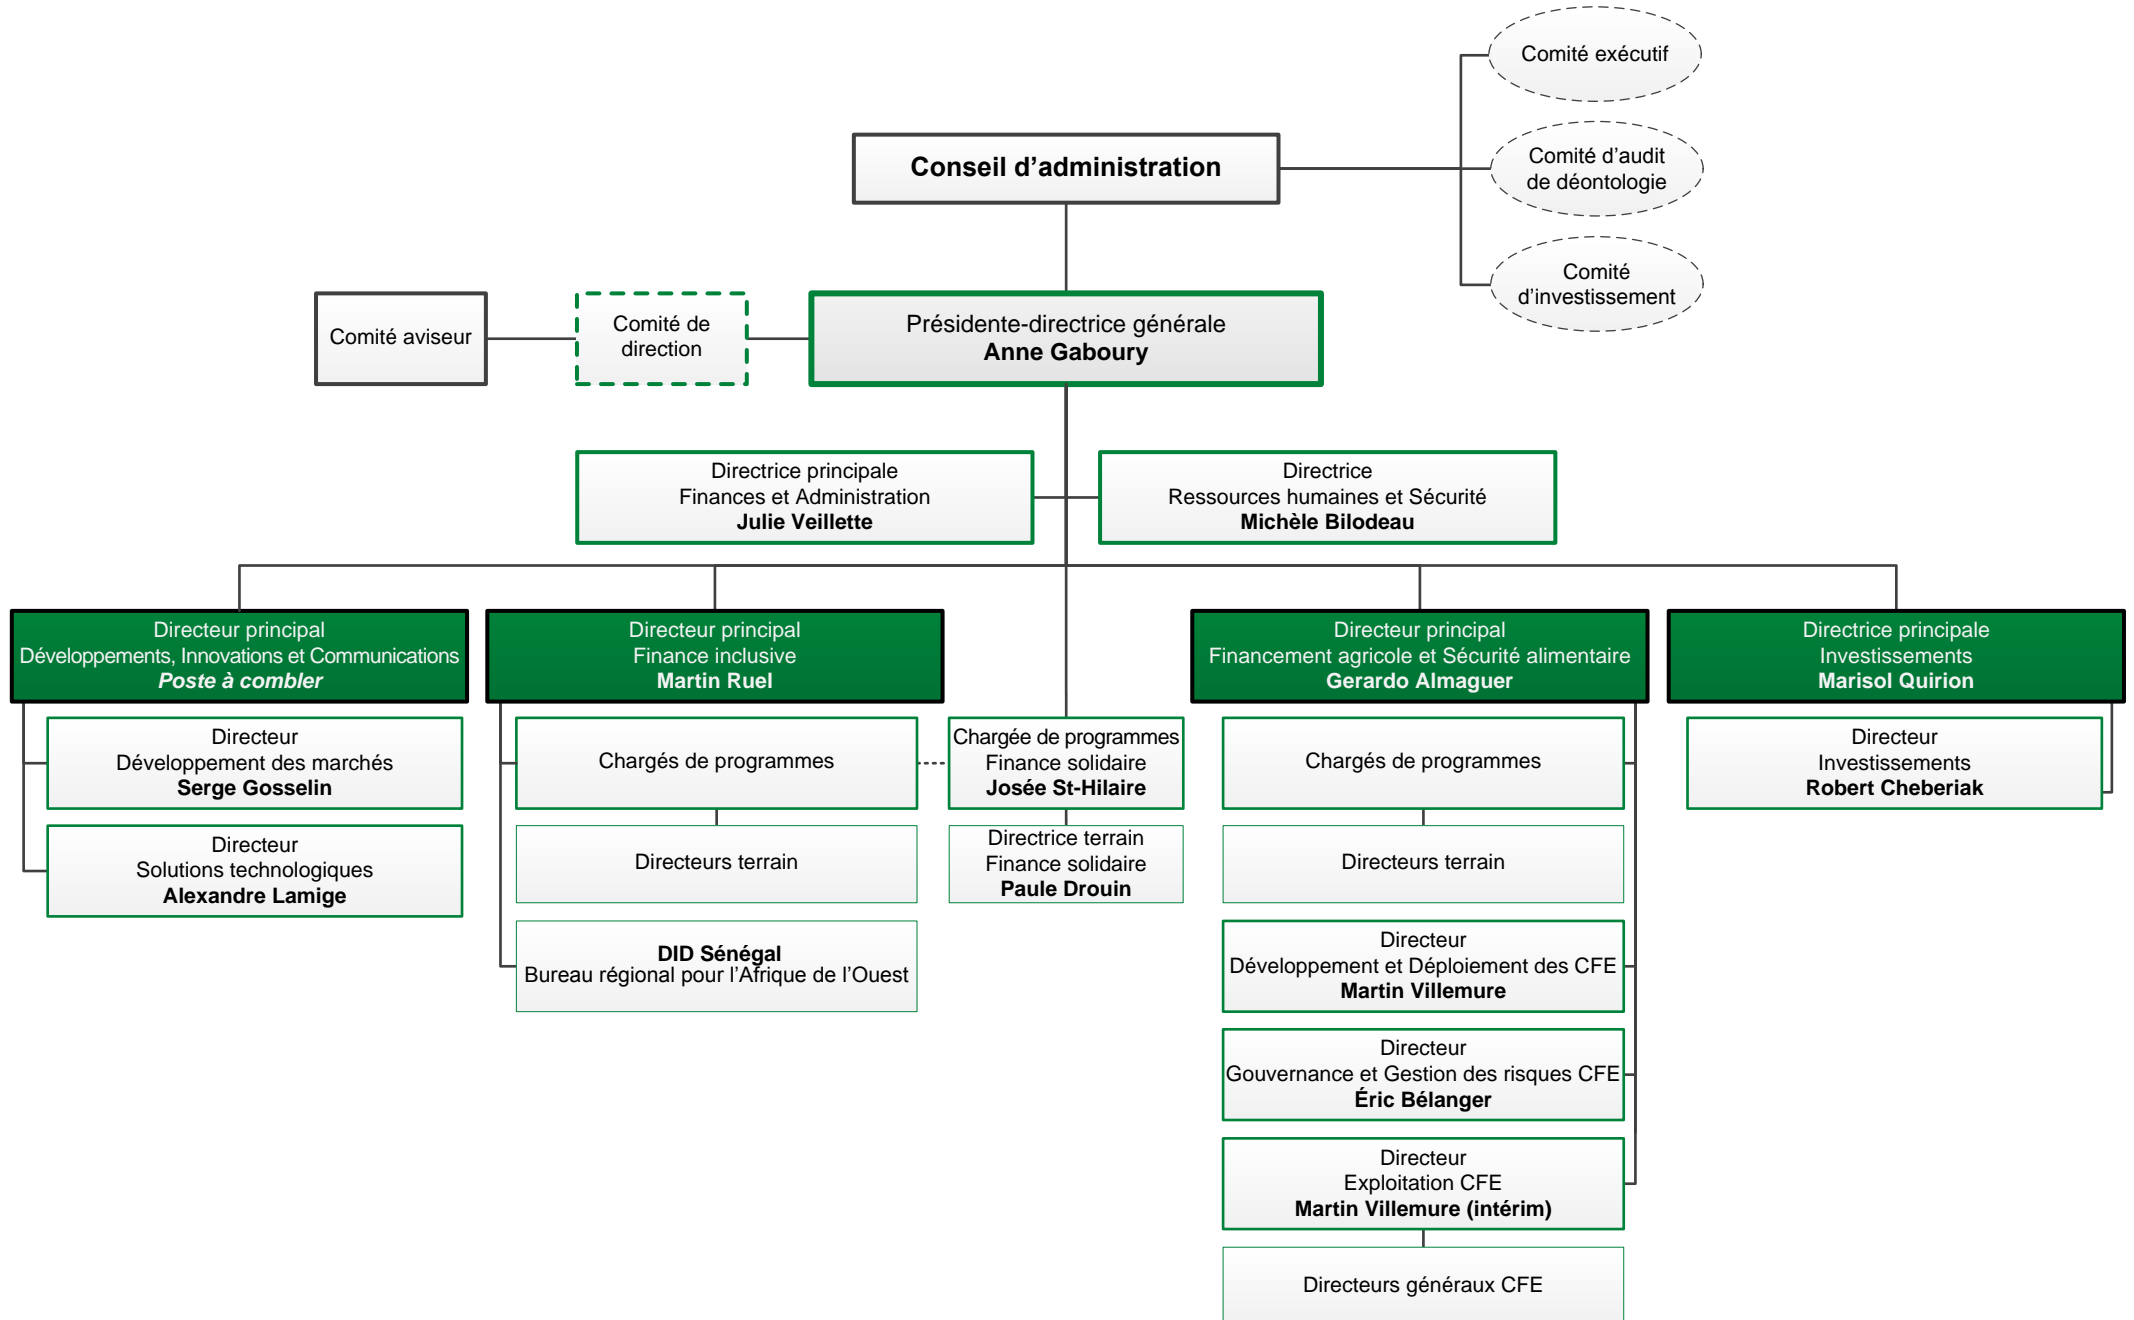 Comité exécutif
Conseil d’administration
Comité d’audit
de déontologie
Comité
d’investissement
Comité aviseur
Comité de
direction
Présidente-directrice générale
Anne Gaboury
Directrice principale
Finances et Administration
Julie Veillette
Directrice
Ressources humaines et Sécurité
Michèle Bilodeau
Directeur principal
Développements, Innovations et Communications
Poste à combler
Directeur principal
Finance inclusive
Martin Ruel
Directeur principal
Financement agricole et Sécurité alimentaire
Gerardo Almaguer
Directrice principale
Investissements
Marisol Quirion
Directeur
Développement des marchés
Serge Gosselin
Chargés de programmes
Chargée de programmes
Finance solidaire
Josée St-Hilaire
Chargés de programmes
Directeur
Investissements
Robert Cheberiak
Directeur
Solutions technologiques
Alexandre Lamige
Directeurs terrain
Directrice terrain
Finance solidaire
Paule Drouin
Directeurs terrain
DID Sénégal
Bureau régional pour l’Afrique de l’Ouest
Directeur
Développement et Déploiement des CFE
Martin Villemure
Directeur
Gouvernance et Gestion des risques CFE
Éric Bélanger
Directeur
Exploitation CFE
Martin Villemure (intérim)
Directeurs généraux CFE